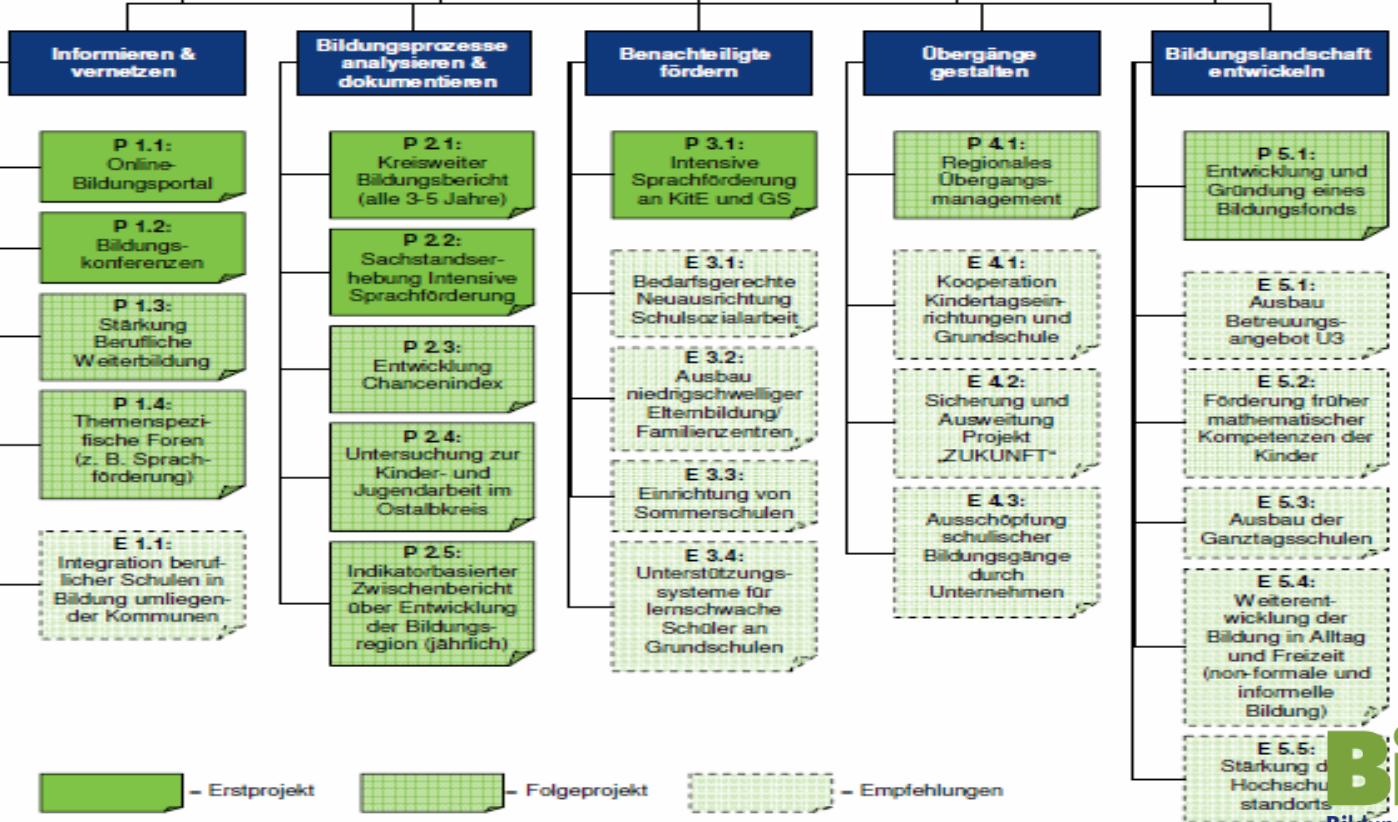 Informieren &
vernetzen
P 1.1:
Online-
Bildungsportal
P 1.2:
Bildungs-
konferenzen
P 1.3:
Stärkung
Berufliche
Weiterbildung
P 1.4:
Themenspezi-
fische Foren
(z. B. Sprach-
förderung)
E 1.1:
Integration beruf-
licher Schulen in
Bildung umliegen-
der Kommunen
Bildungsprozesse
analysieren &
dokumentieren
P 2.1:
Kreisweiter
Bildungsbericht
(alle 3-5 Jahre)
P 2.2:
Sachstandser-
hebung Intensive
Sprachförderung
P 2.3:
Entwicklung
Chancenindex
P 2.4:
Untersuchung zur
Kinder- und
Jugendarbeit im
Ostalbkreis
P 2.5:
Indikatorbasierter
Zwischenbericht
über Entwicklung
der Bildungs-
region (jährlich)
Benachteiligte
fördern
P 3.1:
Intensive
Sprachförderung
an KitE und GS
E 3.1:
Bedarfsgerechte
Neuausrichtung
Schulsozialarbeit
E 3.2:
Ausbau
niedrigschwelliger
Elternbildung/
Familienzentren
E 3.3:
Einrichtung von
Sommerschulen
E 3.4:
Unterstützungs-
systeme für
lernschwache
Schüler an
Grundschulen
Übergänge
gestalten
P 4.1:
Regionales
Übergangs-
management
E 4.1:
Kooperation
Kindertagsein-
richtungen und
Grundschule
E 4.2:
Sicherung und
Ausweitung
Projekt
„ZUKUNFT“
E 4.3:
Ausschöpfung
schulischer
Bildungsgänge
durch
Unternehmen
Bildungslandschaft
entwickeln
P 5.1:
Entwicklung und
Gründung eines
Bildungsfonds
E 5.1:
Ausbau
Betreuungs-
angebot U3
E 5.2:
Förderung früher
mathematischer
Kompetenzen der
Kinder
E 5.3:
Ausbau der
Ganztagsschulen
E 5.4:
Weiterent-
wicklung der
Bildung in Alltag
und Freizeit
(non-formale und
informelle
Bildung)
E 5.5:
Stärkung d
Hochschu
standorts
= Erstprojekt
= Folgeprojekt
= Empfehlungen